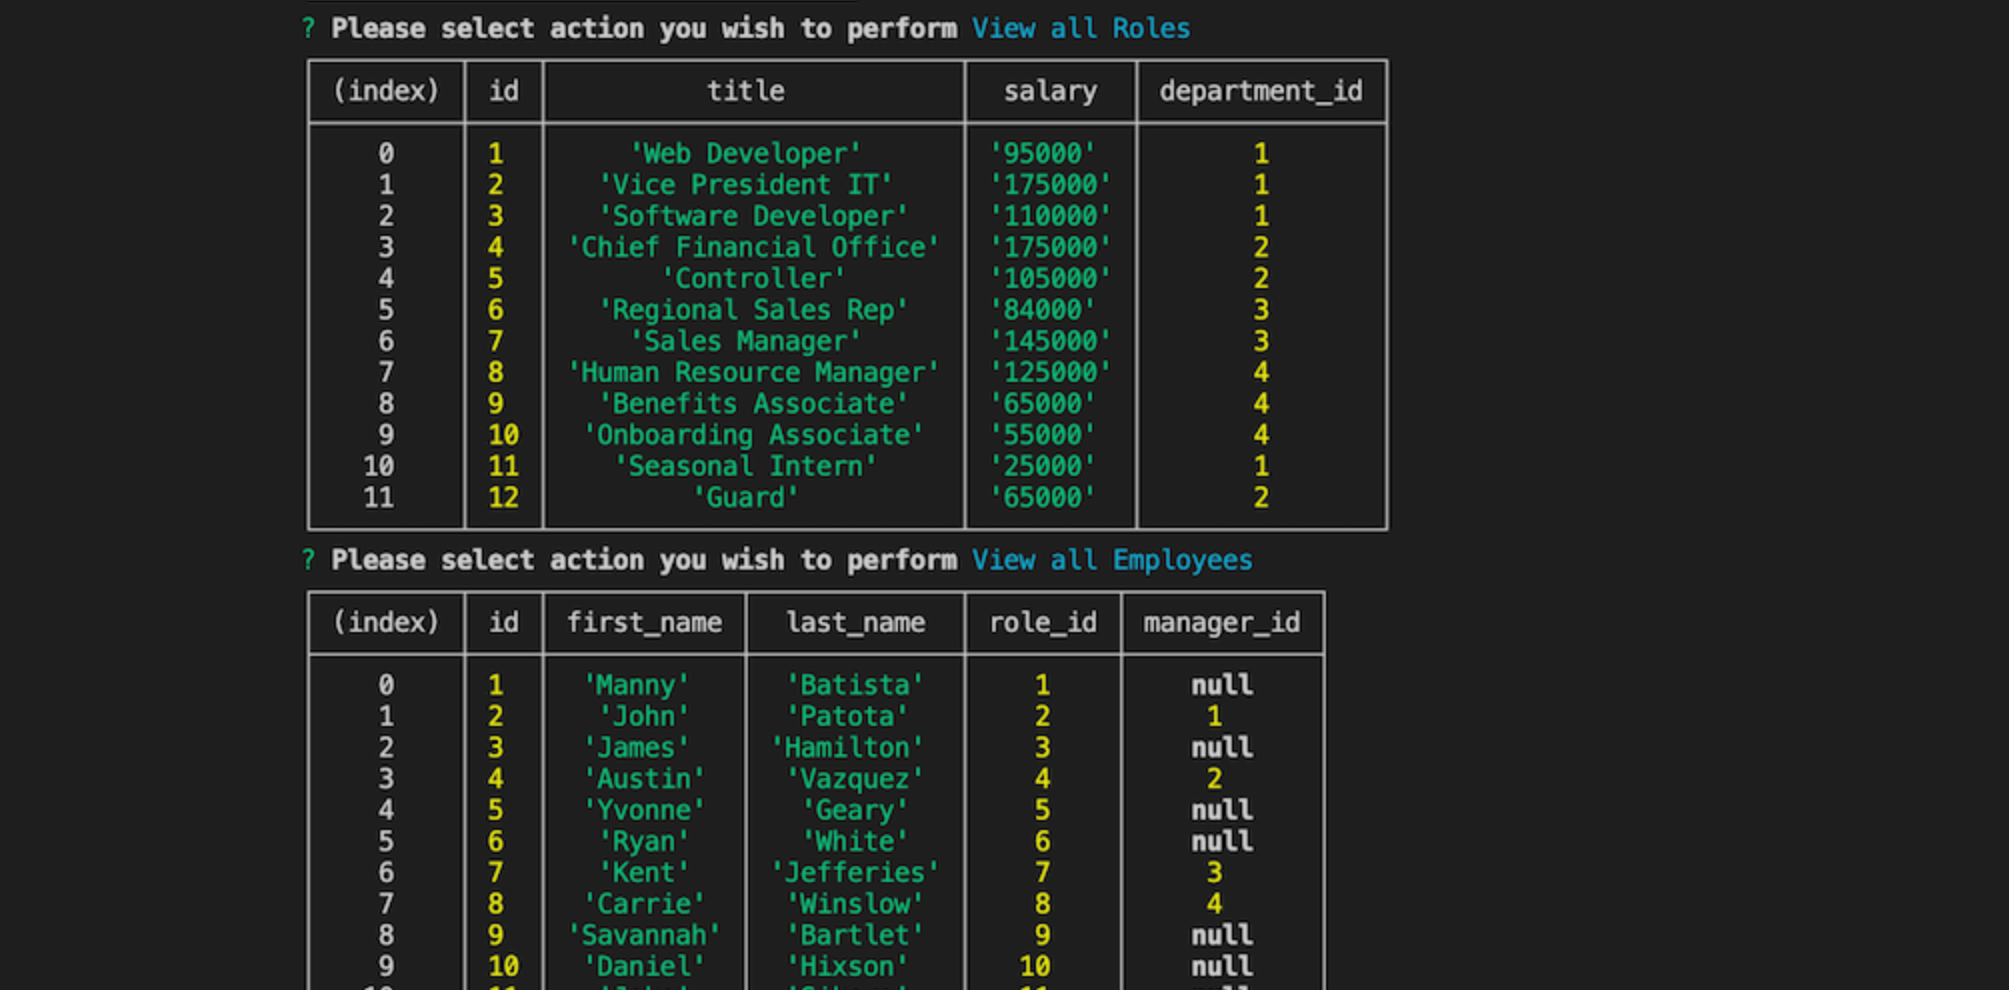 ? Please select action you wish to perform View all Roles
(index) id title salary department_id
0 1 'Web Developer' '95000' 1
1 2 'Vice President IT' '175000' 1
2 3 'Software Developer' '110000' 1
3 4 'Chief Financial Office' '175000' 2
4 5 'Controller' '105000' 2
5 6 'Regional Sales Rep' '84000' 3
6 7 'Sales Manager' '145000' 3
7 8 'Human Resource Manager' '125000' 4
8 9 'Benefits Associate' '65000' 4
9 10 'Onboarding Associate' '55000' 4
10 11 'Seasonal Intern' '25000' 1
11 12 'Guard' '65000' 2
? Please select action you wish to perform View all Employees
(index) id first_name last_name role_id manager_id
0 1 'Manny' 'Batista' 1 null
1 2 'John' 'Patota' 2 1
2 3 'James' 'Hamilton' 3 null
3 4 'Austin' 'Vazquez' 4 2
4 5 'Yvonne' 'Geary' 5 null
5 6 'Ryan' 'White' 6 null
6 7 'Kent' 'Jefferies' 7 3
7 8 'Carrie' 'Winslow' 8 4
8 9 'Savannah' 'Bartlet' 9 null
9 10 'Daniel' 'Hixson' 10 null